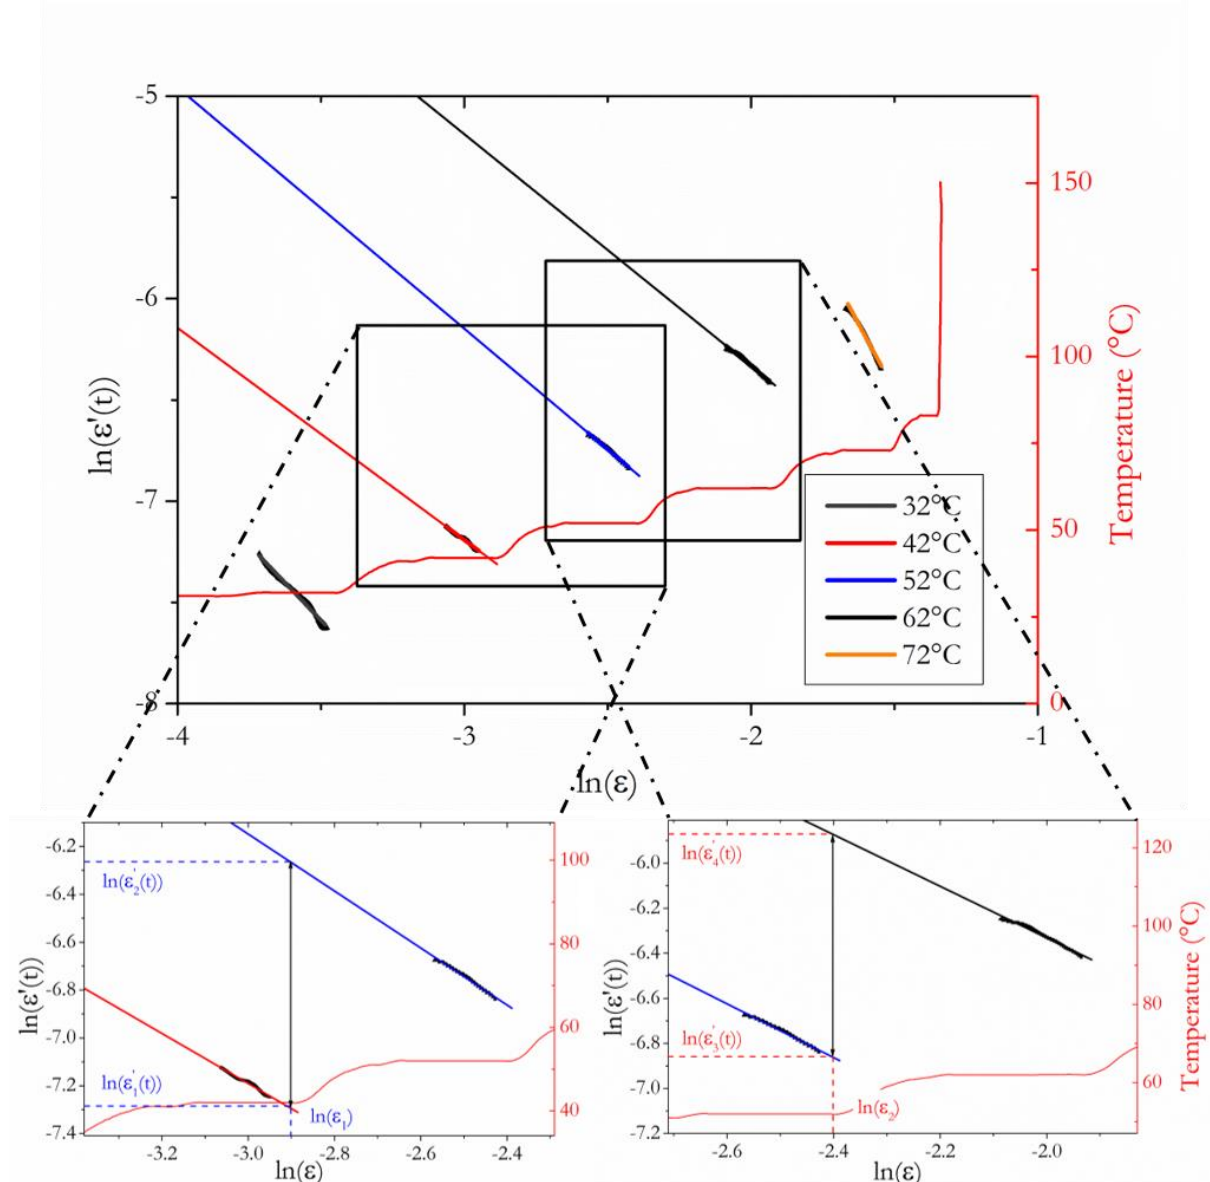 -5
-6
-7
-8
ln(ε'(t))
-4
-3
-2
-1
ln(ε)
150
100
50
0
Temperature (°C)
32°C
42°C
52°C
62°C
72°C
-6.2
-6.4
-6.6
-6.8
-7.0
-7.2
-7.4
ln(ε'(t))
ln(ε'2(t))
ln(ε'1(t))
ln(ε1)
-3.2
-3.0
-2.8
-2.6
-2.4
ln(ε)
100
80
60
40
-6.0
-6.2
-6.4
-6.6
-6.8
-7.0
-7.2
ln(ε'(t))
ln(ε'4(t))
ln(ε'3(t))
ln(ε2)
-2.6
-2.4
-2.2
-2.0
ln(ε)
120
100
80
60
Temperature (°C)